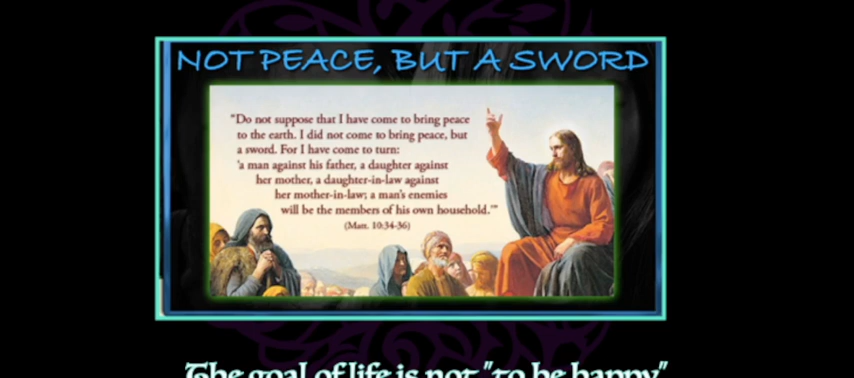 NOT PEACE, BUT A SWORD
"Do not suppose that I have come to bring peace
to the earth. I did not come to bring peace, but
a sword. For I have come to turn:
'a man against his father, a daughter against
her mother, a daughter-in-law against
her mother-in-law; a man's enemies
will be the members of his own household.'"
(Matt. 10:34-36)
The goal of life is not "to be happy"